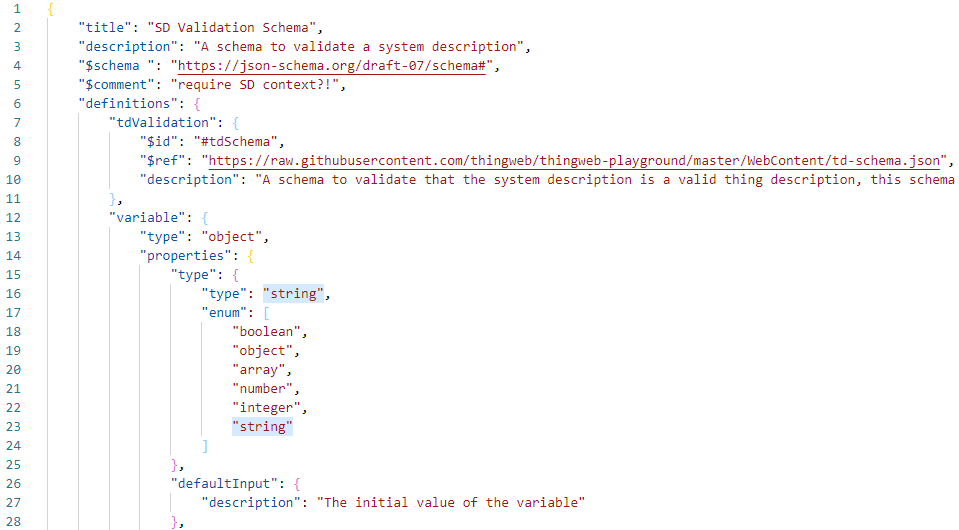 1 {
2 "title": "SD Validation Schema",
3 "description": "A schema to validate a system description",
4 "$schema ": "https://json-schema.org/draft-07/schema#",
5 "$comment": "require SD context?!",
6 "definitions": {
7 "tdValidation": {
8 "$id": "#tdSchema",
9 "$ref": "https://raw.githubusercontent.com/thingweb/thingweb-playground/master/WebContent/td-schema.json",
10 "description": "A schema to validate that the system description is a valid thing description, this schema
11 },
12 "variable": {
13 "type": "object",
14 "properties": {
15 "type": {
16 "type": "string",
17 "enum": [
18 "boolean",
19 "object",
20 "array",
21 "number",
22 "integer",
23 "string"
24 ]
25 },
26 "defaultInput": {
27 "description": "The initial value of the variable"
28 },